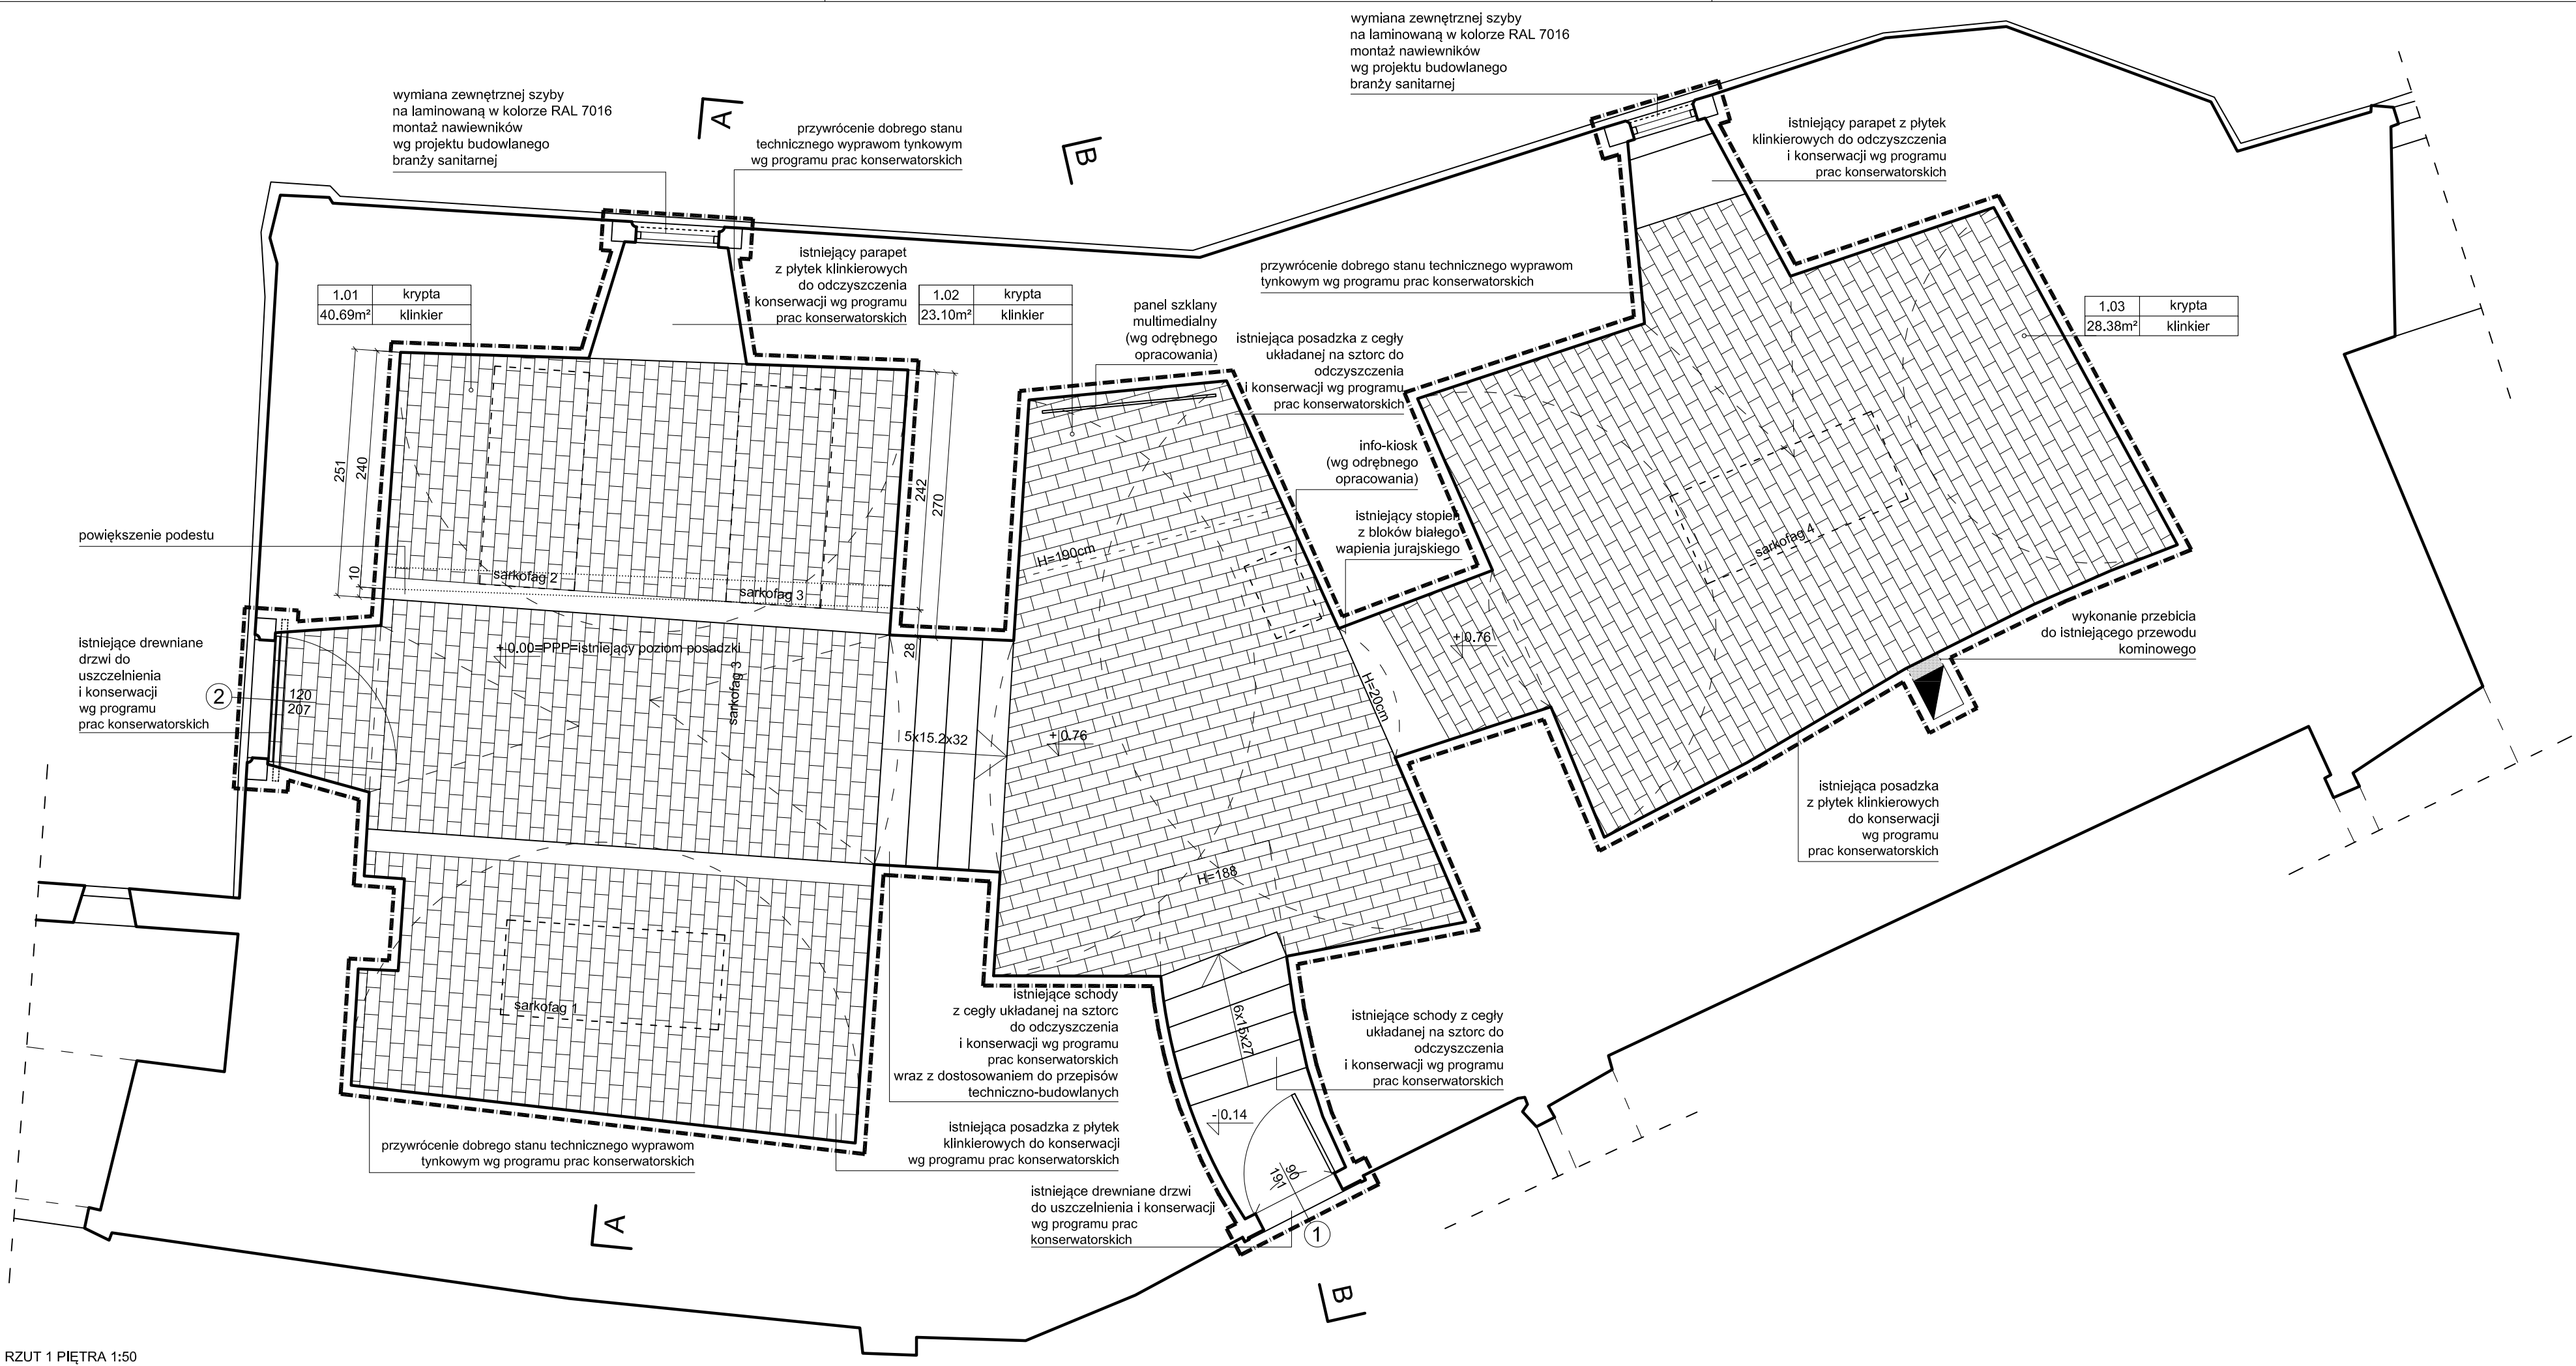 wymiana zewnętrznej szyby
na laminowaną w kolorze RAL 7016
montaż nawiewników
wg projektu budowlanego
branży sanitarnej
A
przywrócenie dobrego stanu
technicznego wyprawom tynkowym
wg programu prac konserwatorskich
B
wymiana zewnętrznej szyby
na laminowaną w kolorze RAL 7016
montaż nawiewników
wg projektu budowlanego
branży sanitarnej
istniejący parapet z płytek
klinkierowych do odczyszczenia
i konserwacji wg programu
prac konserwatorskich
istniejący parapet
z płytek klinkierowych
do odczyszczenia
i konserwacji wg programu
prac konserwatorskich
1.01 krypta
40.69m² klinkier
1.02 krypta
23.10m² klinkier
przywrócenie dobrego stanu technicznego wyprawom
tynkowym wg programu prac konserwatorskich
1.03 krypta
28.38m² klinkier
panel szklany
multimedialny
(wg odrębnego
opracowania)
istniejąca posadzka z cegły
układanej na sztorc do
odczyszczenia
i konserwacji wg programu
prac konserwatorskich
info-kiosk
(wg odrębnego
opracowania)
istniejący stopień
z bloków białego
wapienia jurajskiego
251
240
10
242
270
28
powiększenie podestu
sarkofag 2
sarkofag 3
H=190cm
sarkofag 4
istniejące drewniane
drzwi do
uszczelnienia
i konserwacji
wg programu
prac konserwatorskich
2
120
207
+0.00=PPP=istniejący poziom posadzki
sarkofag 3
5x15.2x32
+0.76
+0.76
H=20cm
wykonanie przebicia
do istniejącego przewodu
kominowego
istniejąca posadzka
z płytek klinkierowych
do konserwacji
wg programu
prac konserwatorskich
H=188
sarkofag 1
istniejące schody
z cegły układanej na sztorc
do odczyszczenia
i konserwacji wg programu
prac konserwatorskich
wraz z dostosowaniem do przepisów
techniczno-budowlanych
6x15x27
istniejące schody z cegły
układanej na sztorc do
odczyszczenia
i konserwacji wg programu
prac konserwatorskich
-0.14
przywrócenie dobrego stanu technicznego wyprawom
tynkowym wg programu prac konserwatorskich
istniejąca posadzka z płytek
klinkierowych do konserwacji
wg programu prac konserwatorskich
90
191
istniejące drewniane drzwi
do uszczelnienia i konserwacji
wg programu prac
konserwatorskich
1
A
B
RZUT 1 PIĘTRA 1:50